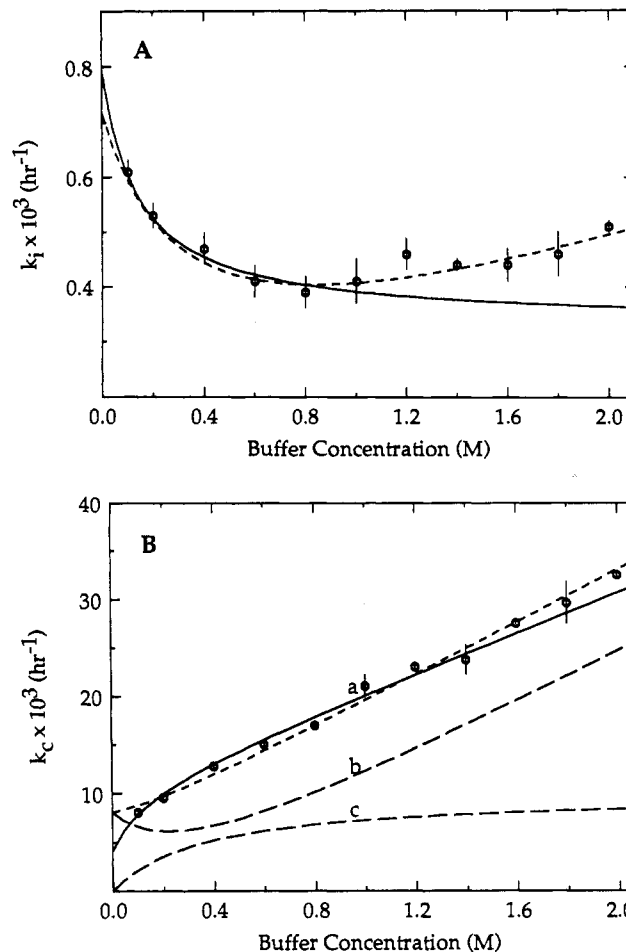 A
0.8
0.6
0.4
k_i x 10^3 (hr^-1)
0.0 0.4 0.8 1.2 1.6 2.0
Buffer Concentration (M)
B
40
30
20
10
k_c x 10^3 (hr^-1)
a
b
c
0.0 0.4 0.8 1.2 1.6 2.0
Buffer Concentration (M)